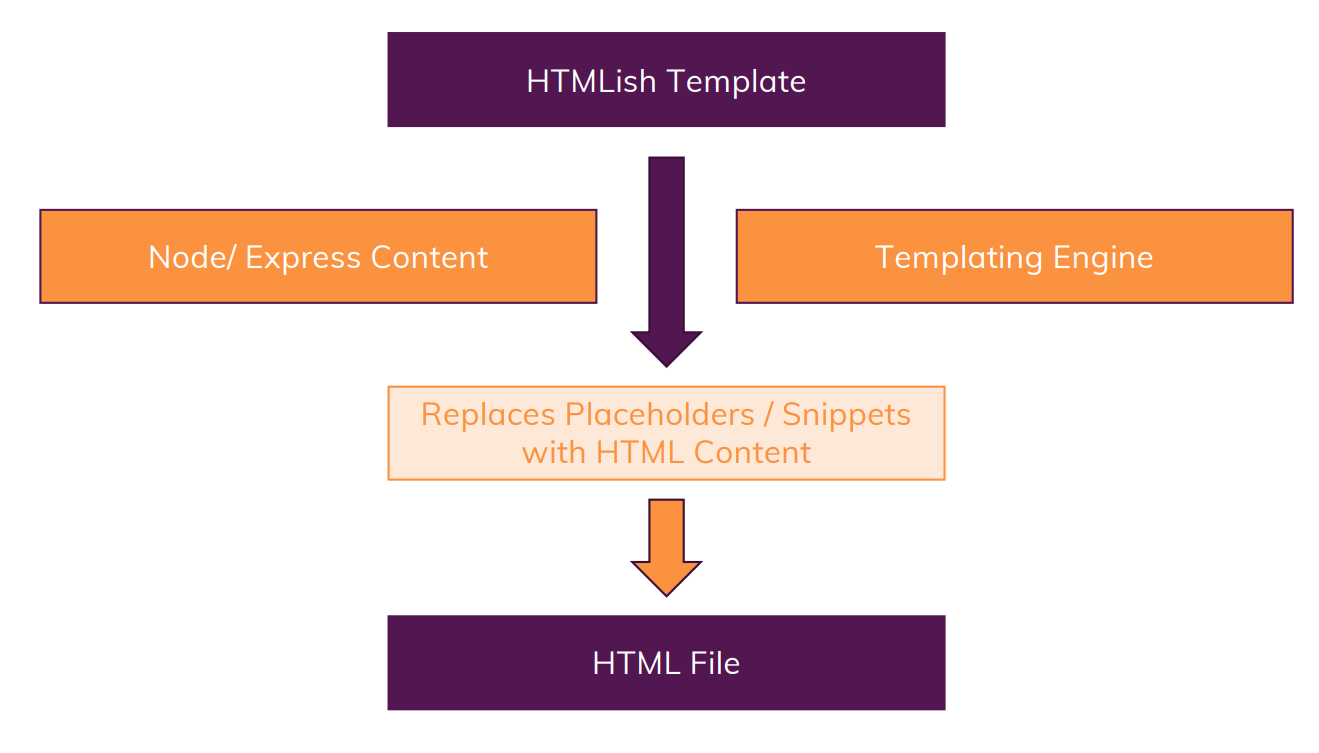 HTMLish Template
Node/ Express Content
Templating Engine
Replaces Placeholders / Snippets
with HTML Content
HTML File